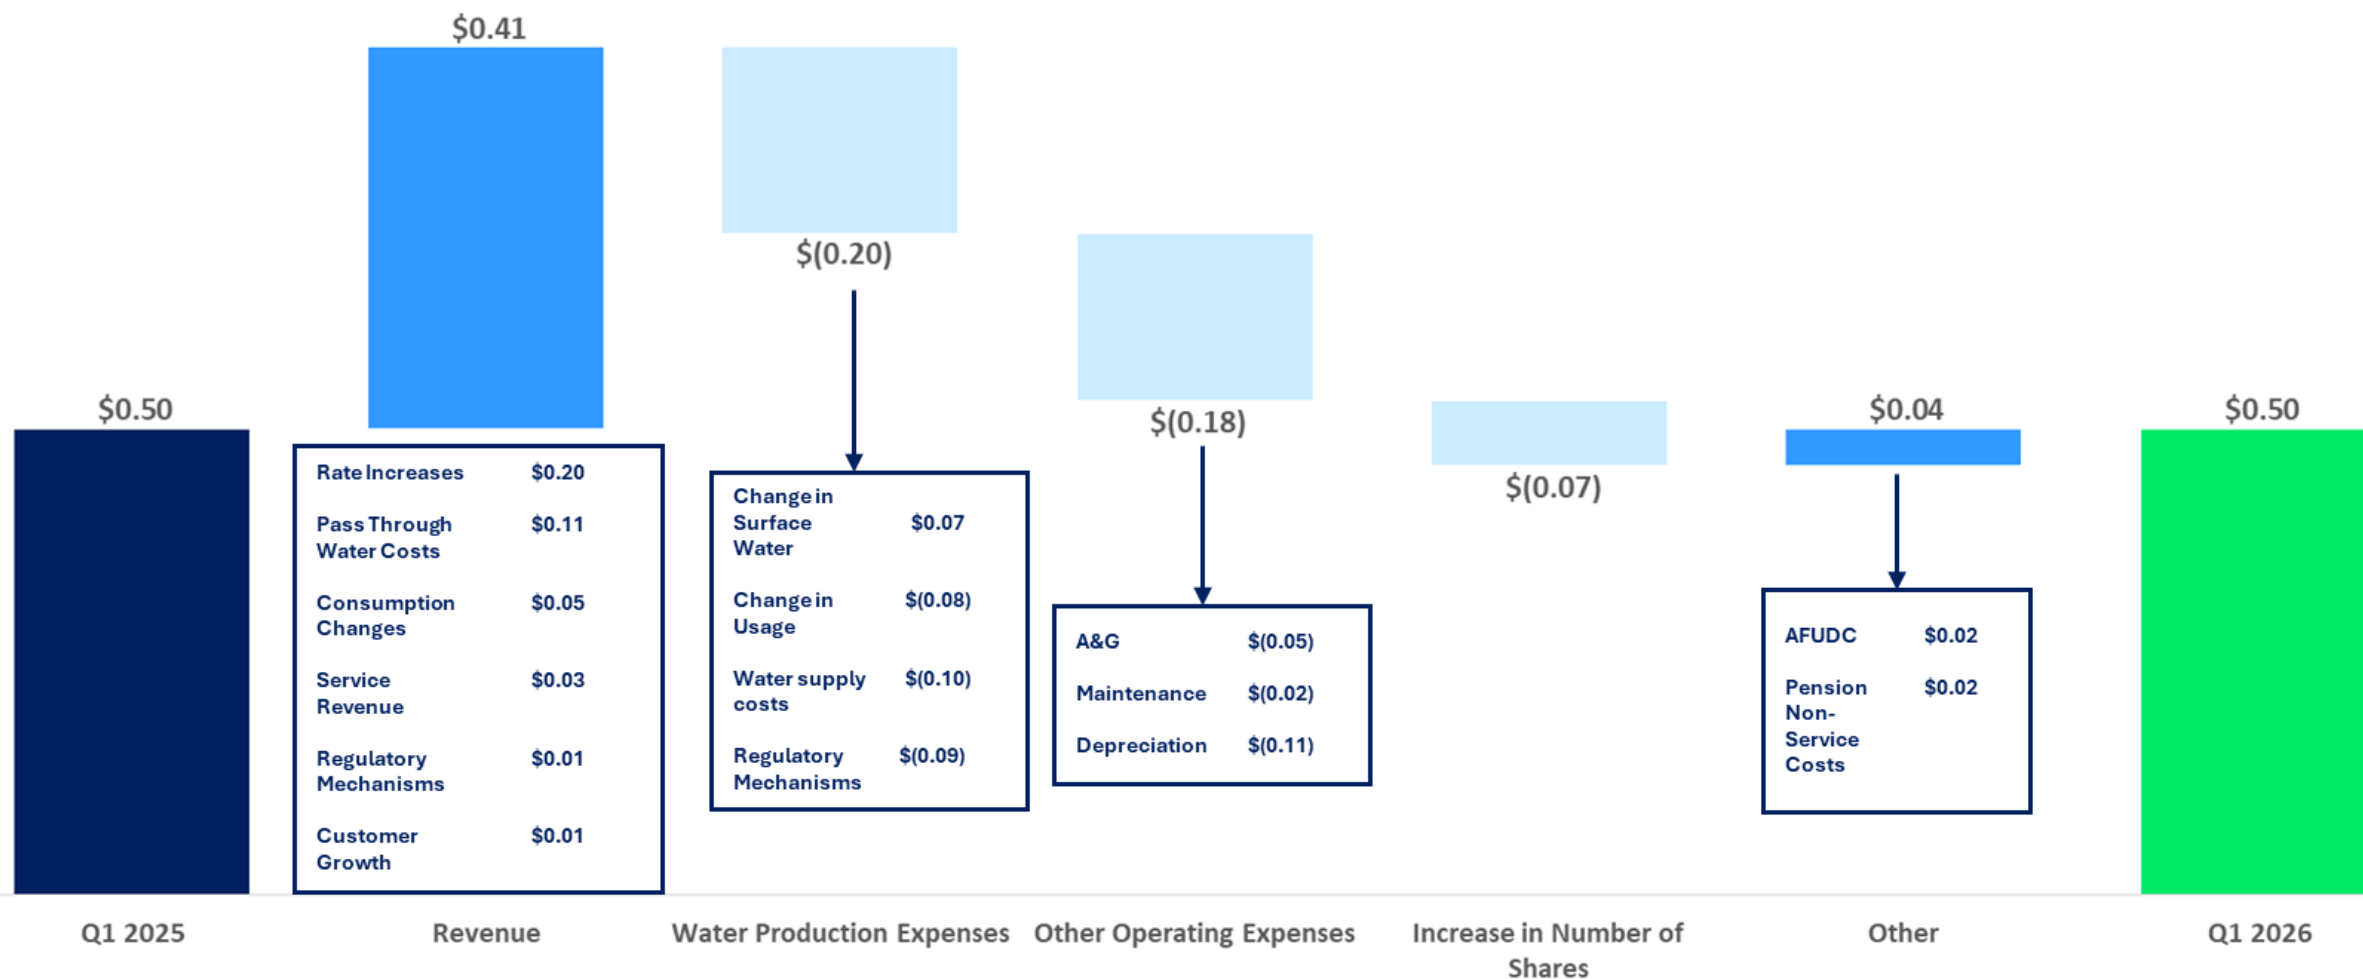 $0.41
$0.50
Rate Increases $0.20
Pass Through $0.11
Water Costs
Consumption $0.05
Changes
Service $0.03
Revenue
Regulatory $0.01
Mechanisms
Customer $0.01
Growth
$(0.20)
Change in
Surface $0.07
Water
Change in $(0.08)
Usage
Water supply $(0.10)
costs
Regulatory $(0.09)
Mechanisms
$(0.18)
A&G $(0.05)
Maintenance $(0.02)
Depreciation $(0.11)
$(0.07)
$0.04
AFUDC $0.02
Pension $0.02
Non-
Service
Costs
$0.50
Q1 2025
Revenue
Water Production Expenses
Other Operating Expenses
Increase in Number of
Shares
Other
Q1 2026